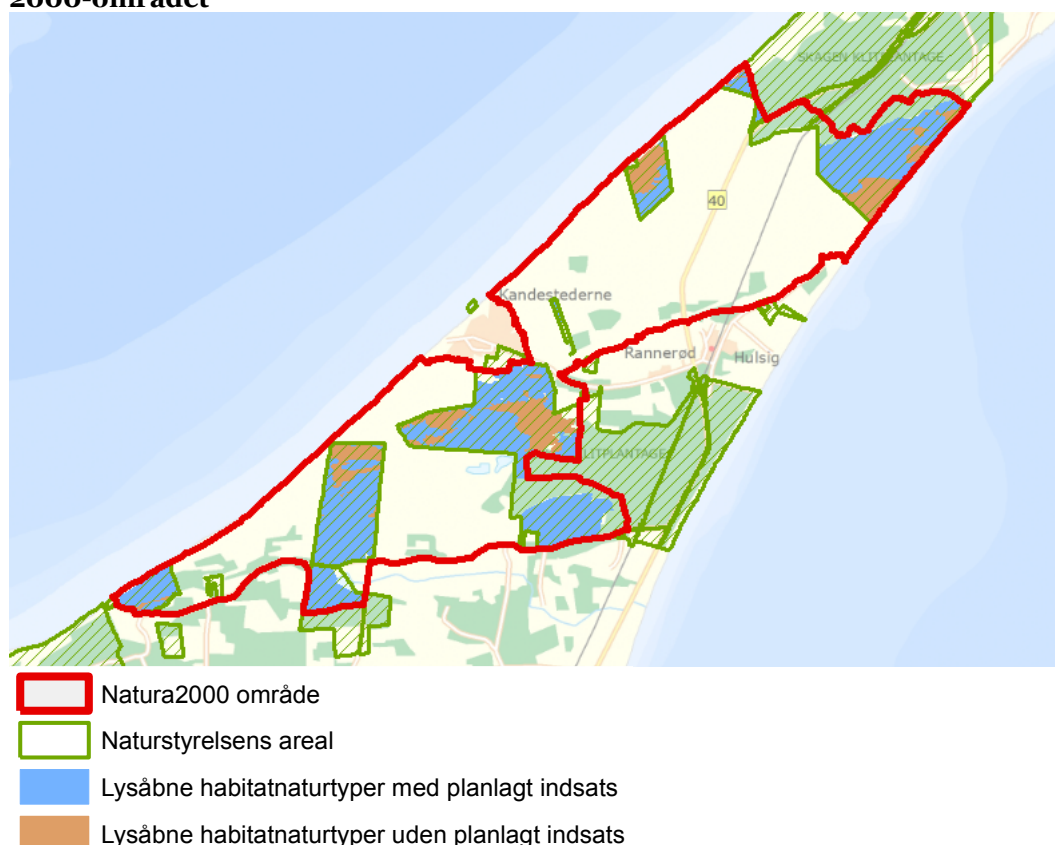 2000-området
SKAGEN KLITPLANTAGE
40
Kandestederne
Rannerød
Hulsig
KLITPLANTAGE
Natura2000 område
Naturstyrelsens areal
Lysåbne habitatnaturtyper med planlagt indsats
Lysåbne habitatnaturtyper uden planlagt indsats